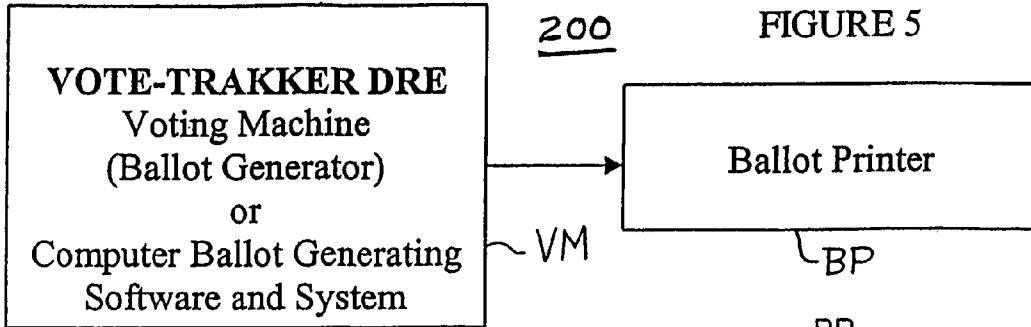 200
FIGURE 5
VOTE-TRAKKER DRE
Voting Machine
(Ballot Generator)
or
Computer Ballot Generating
Software and System
VM
Ballot Printer
BP